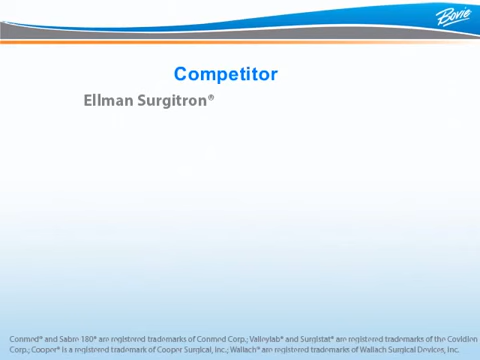 Bovie®
Competitor
Ellman Surgitron®
Conmed® and Sabre 180® are registered trademarks of Conmed Corp.; Valleylab® and Surgistat® are registered trademarks of the Covidien
Corp.; Cooper® is a registered trademark of Cooper Surgical, Inc.; Wallach® are registered trademarks of Wallach Surgical Devices, Inc.